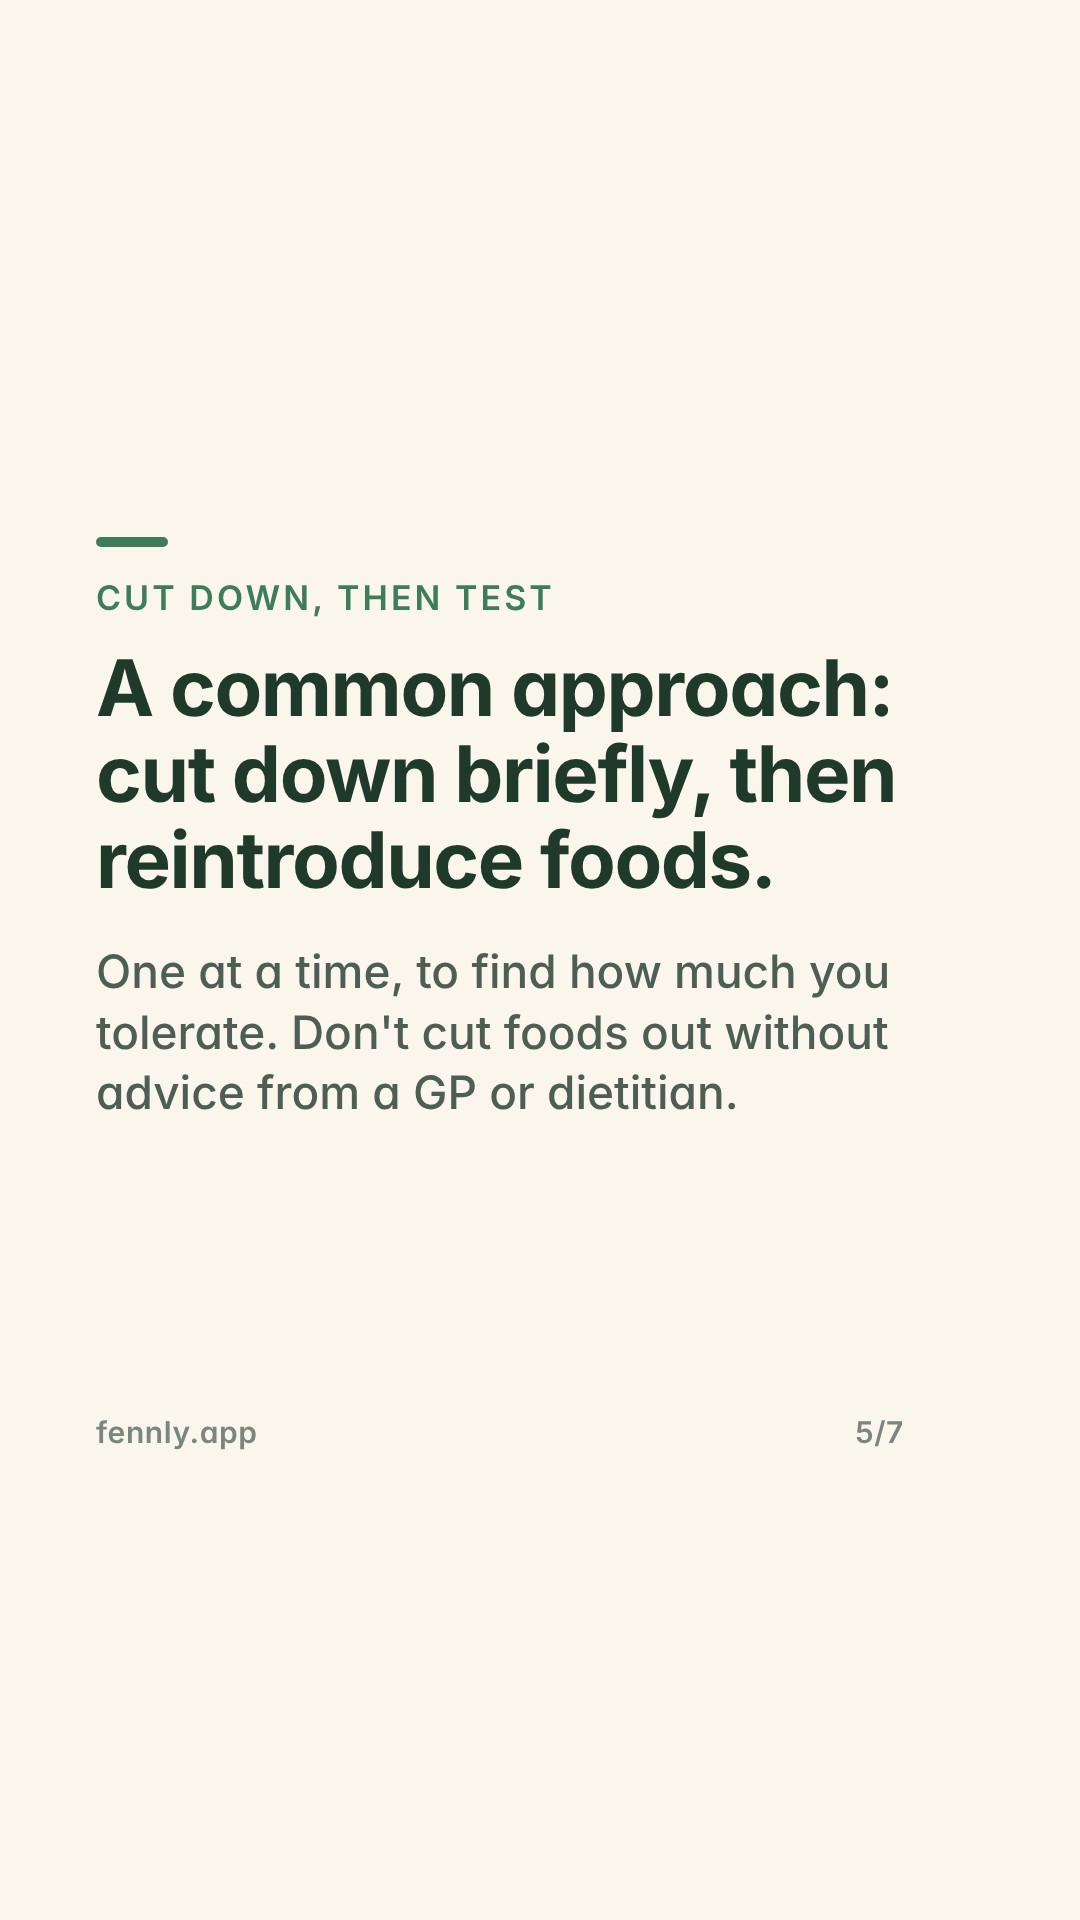 CUT DOWN, THEN TEST
A common approach:
cut down briefly, then
reintroduce foods.
One at a time, to find how much you
tolerate. Don't cut foods out without
advice from a GP or dietitian.
fennly.app
5/7